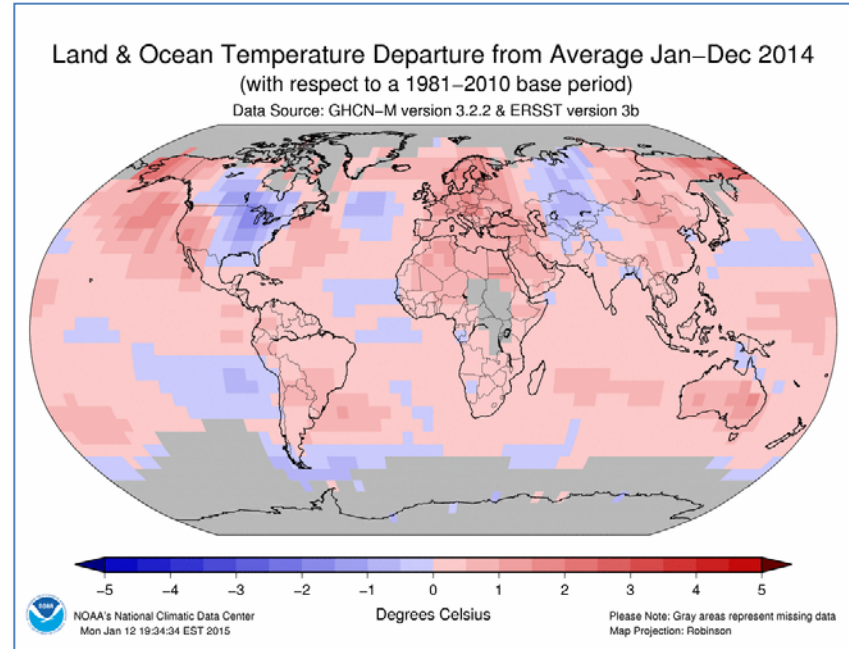 Land & Ocean Temperature Departure from Average Jan–Dec 2014
(with respect to a 1981–2010 base period)
Data Source: GHCN–M version 3.2.2 & ERSST version 3b
−5 −4 −3 −2 −1 0 1 2 3 4 5
Degrees Celsius
NOAA
NOAA's National Climatic Data Center
Mon Jan 12 19:34:34 EST 2015
Please Note: Gray areas represent missing data
Map Projection: Robinson